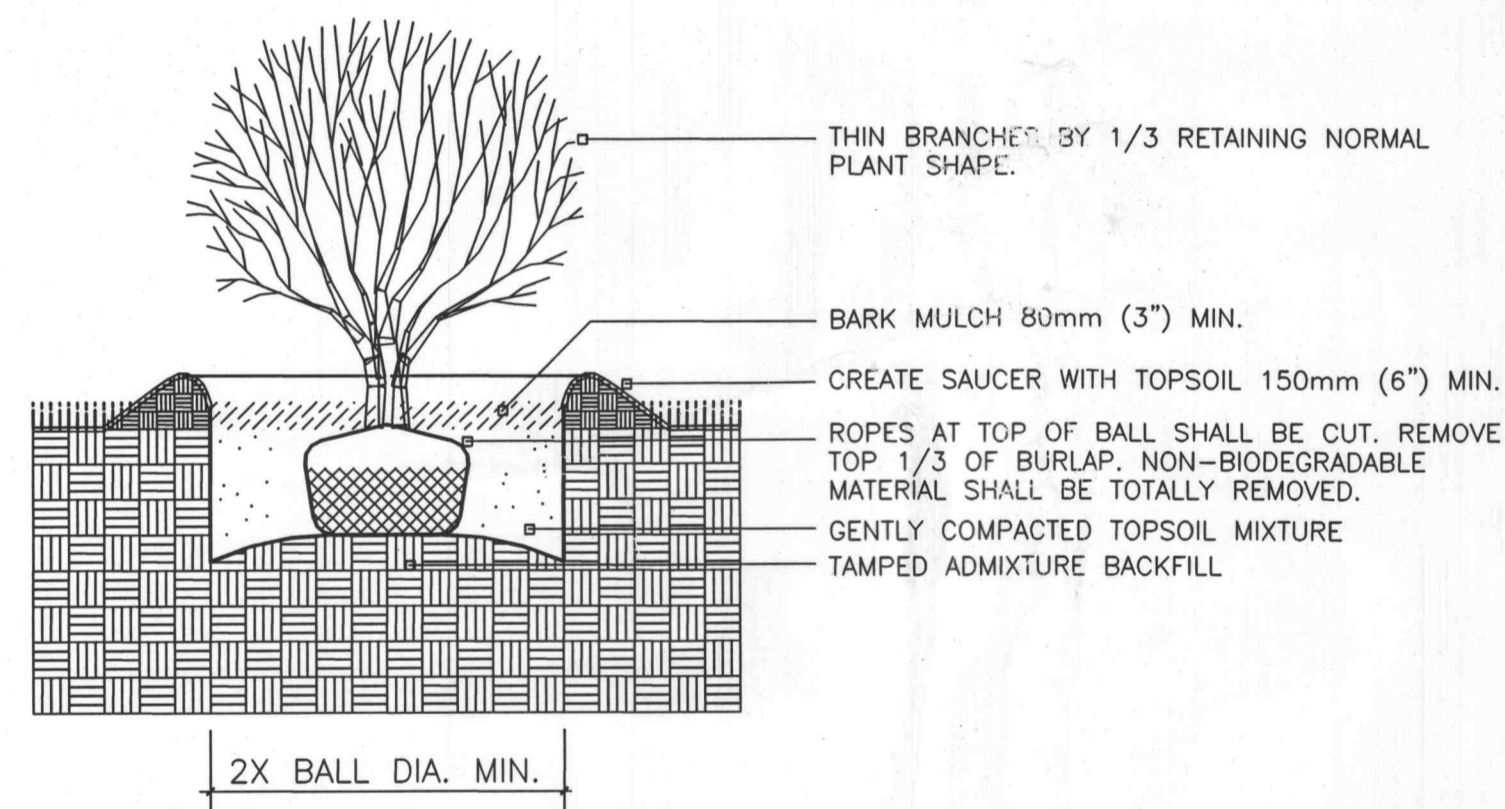 THIN BRANCHES BY 1/3 RETAINING NORMAL
PLANT SHAPE.
BARK MULCH 80mm (3") MIN.
CREATE SAUCER WITH TOPSOIL 150mm (6") MIN.
ROPES AT TOP OF BALL SHALL BE CUT. REMOVE
TOP 1/3 OF BURLAP. NON-BIODEGRADABLE
MATERIAL SHALL BE TOTALLY REMOVED.
GENTLY COMPACTED TOPSOIL MIXTURE
TAMPED ADMIXTURE BACKFILL
2X BALL DIA. MIN.